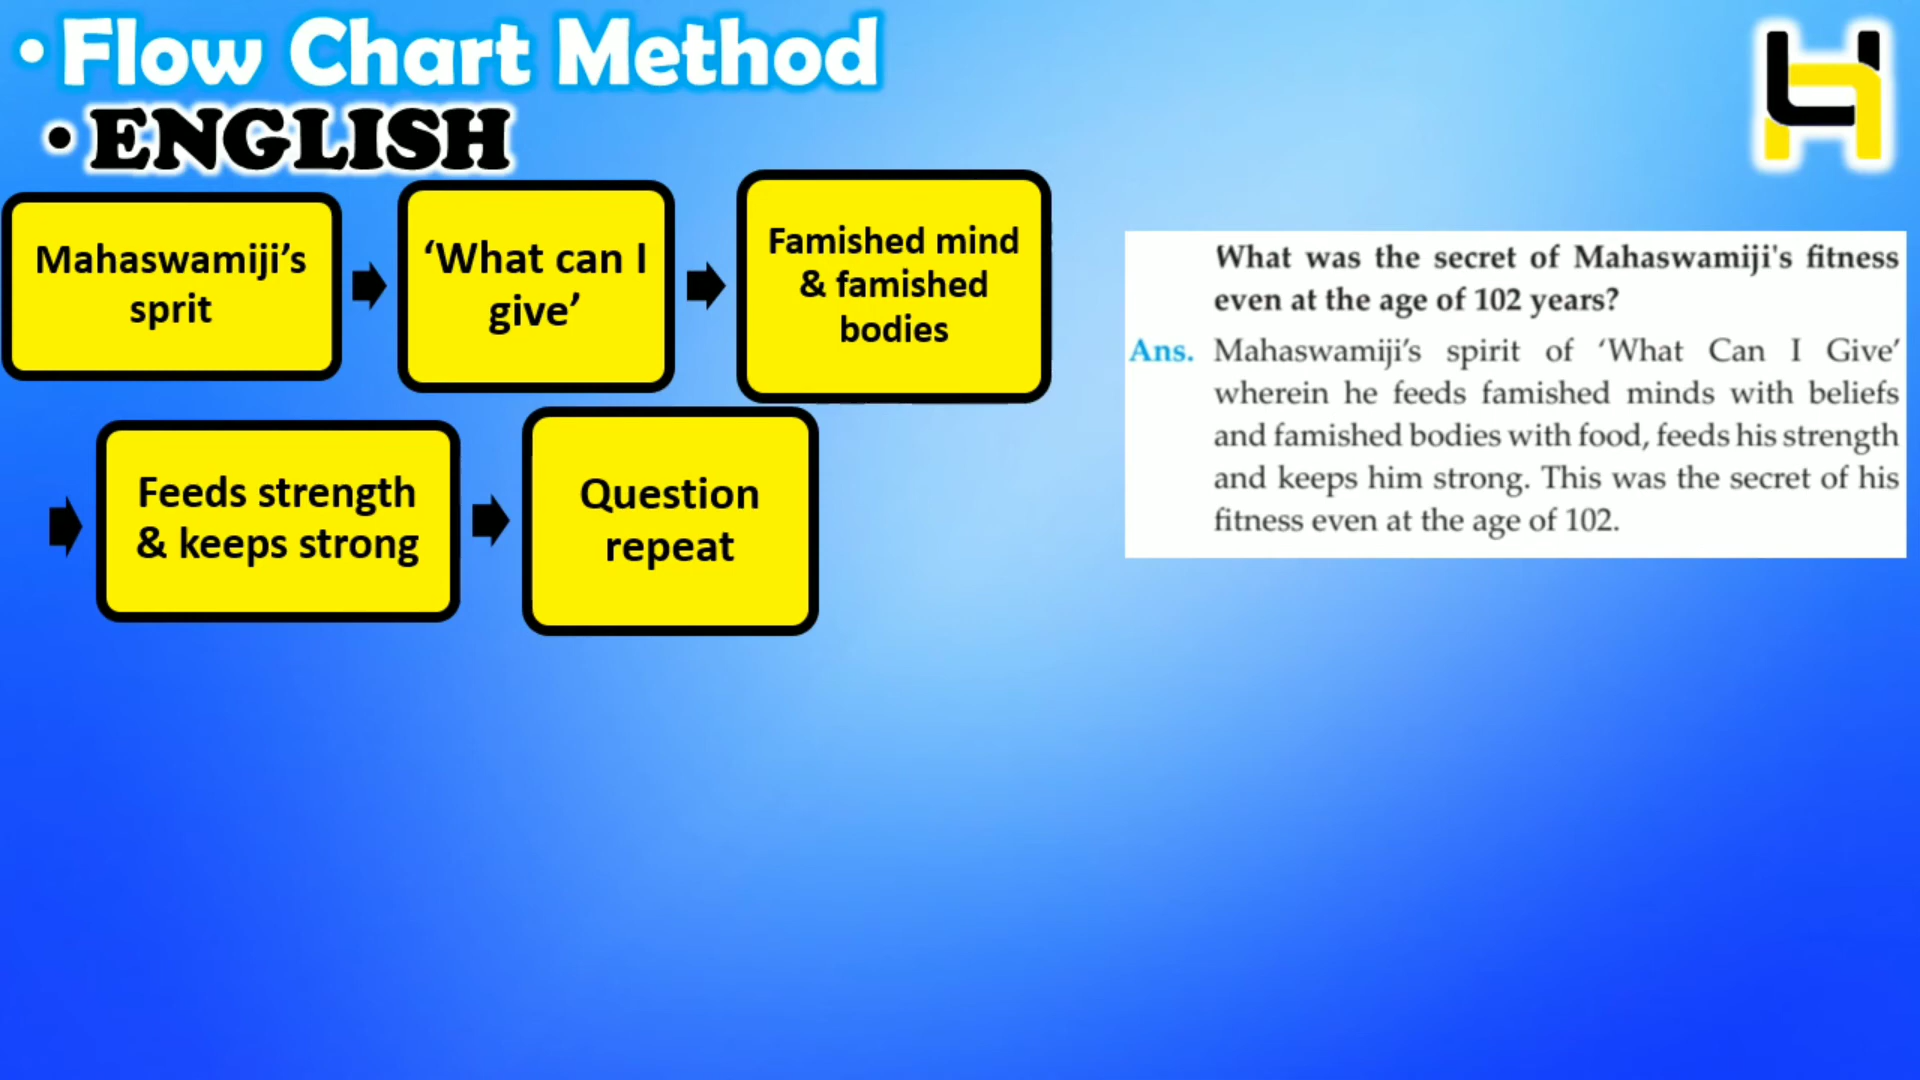 • Flow Chart Method
• ENGLISH
Mahaswamiji’s
sprit
‘What can I
give’
Famished mind
& famished
bodies
Feeds strength
& keeps strong
Question
repeat
What was the secret of Mahaswamiji's fitness
even at the age of 102 years?
Ans. Mahaswamiji’s spirit of ‘What Can I Give’
wherein he feeds famished minds with beliefs
and famished bodies with food, feeds his strength
and keeps him strong. This was the secret of his
fitness even at the age of 102.